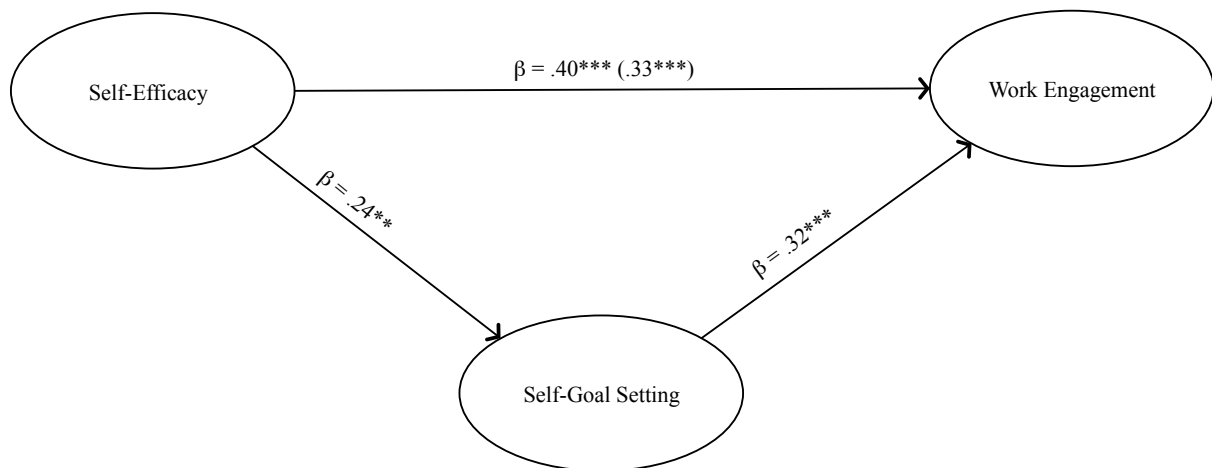 β = .40*** (.33***)
Self-Efficacy
Work Engagement
β = .24**
β = .32***
Self-Goal Setting